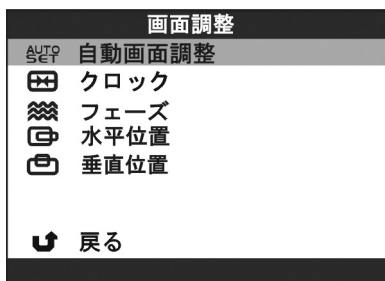 画面調整
AUTO SET 自動画面調整
クロック
フェーズ
水平位置
垂直位置
戻る